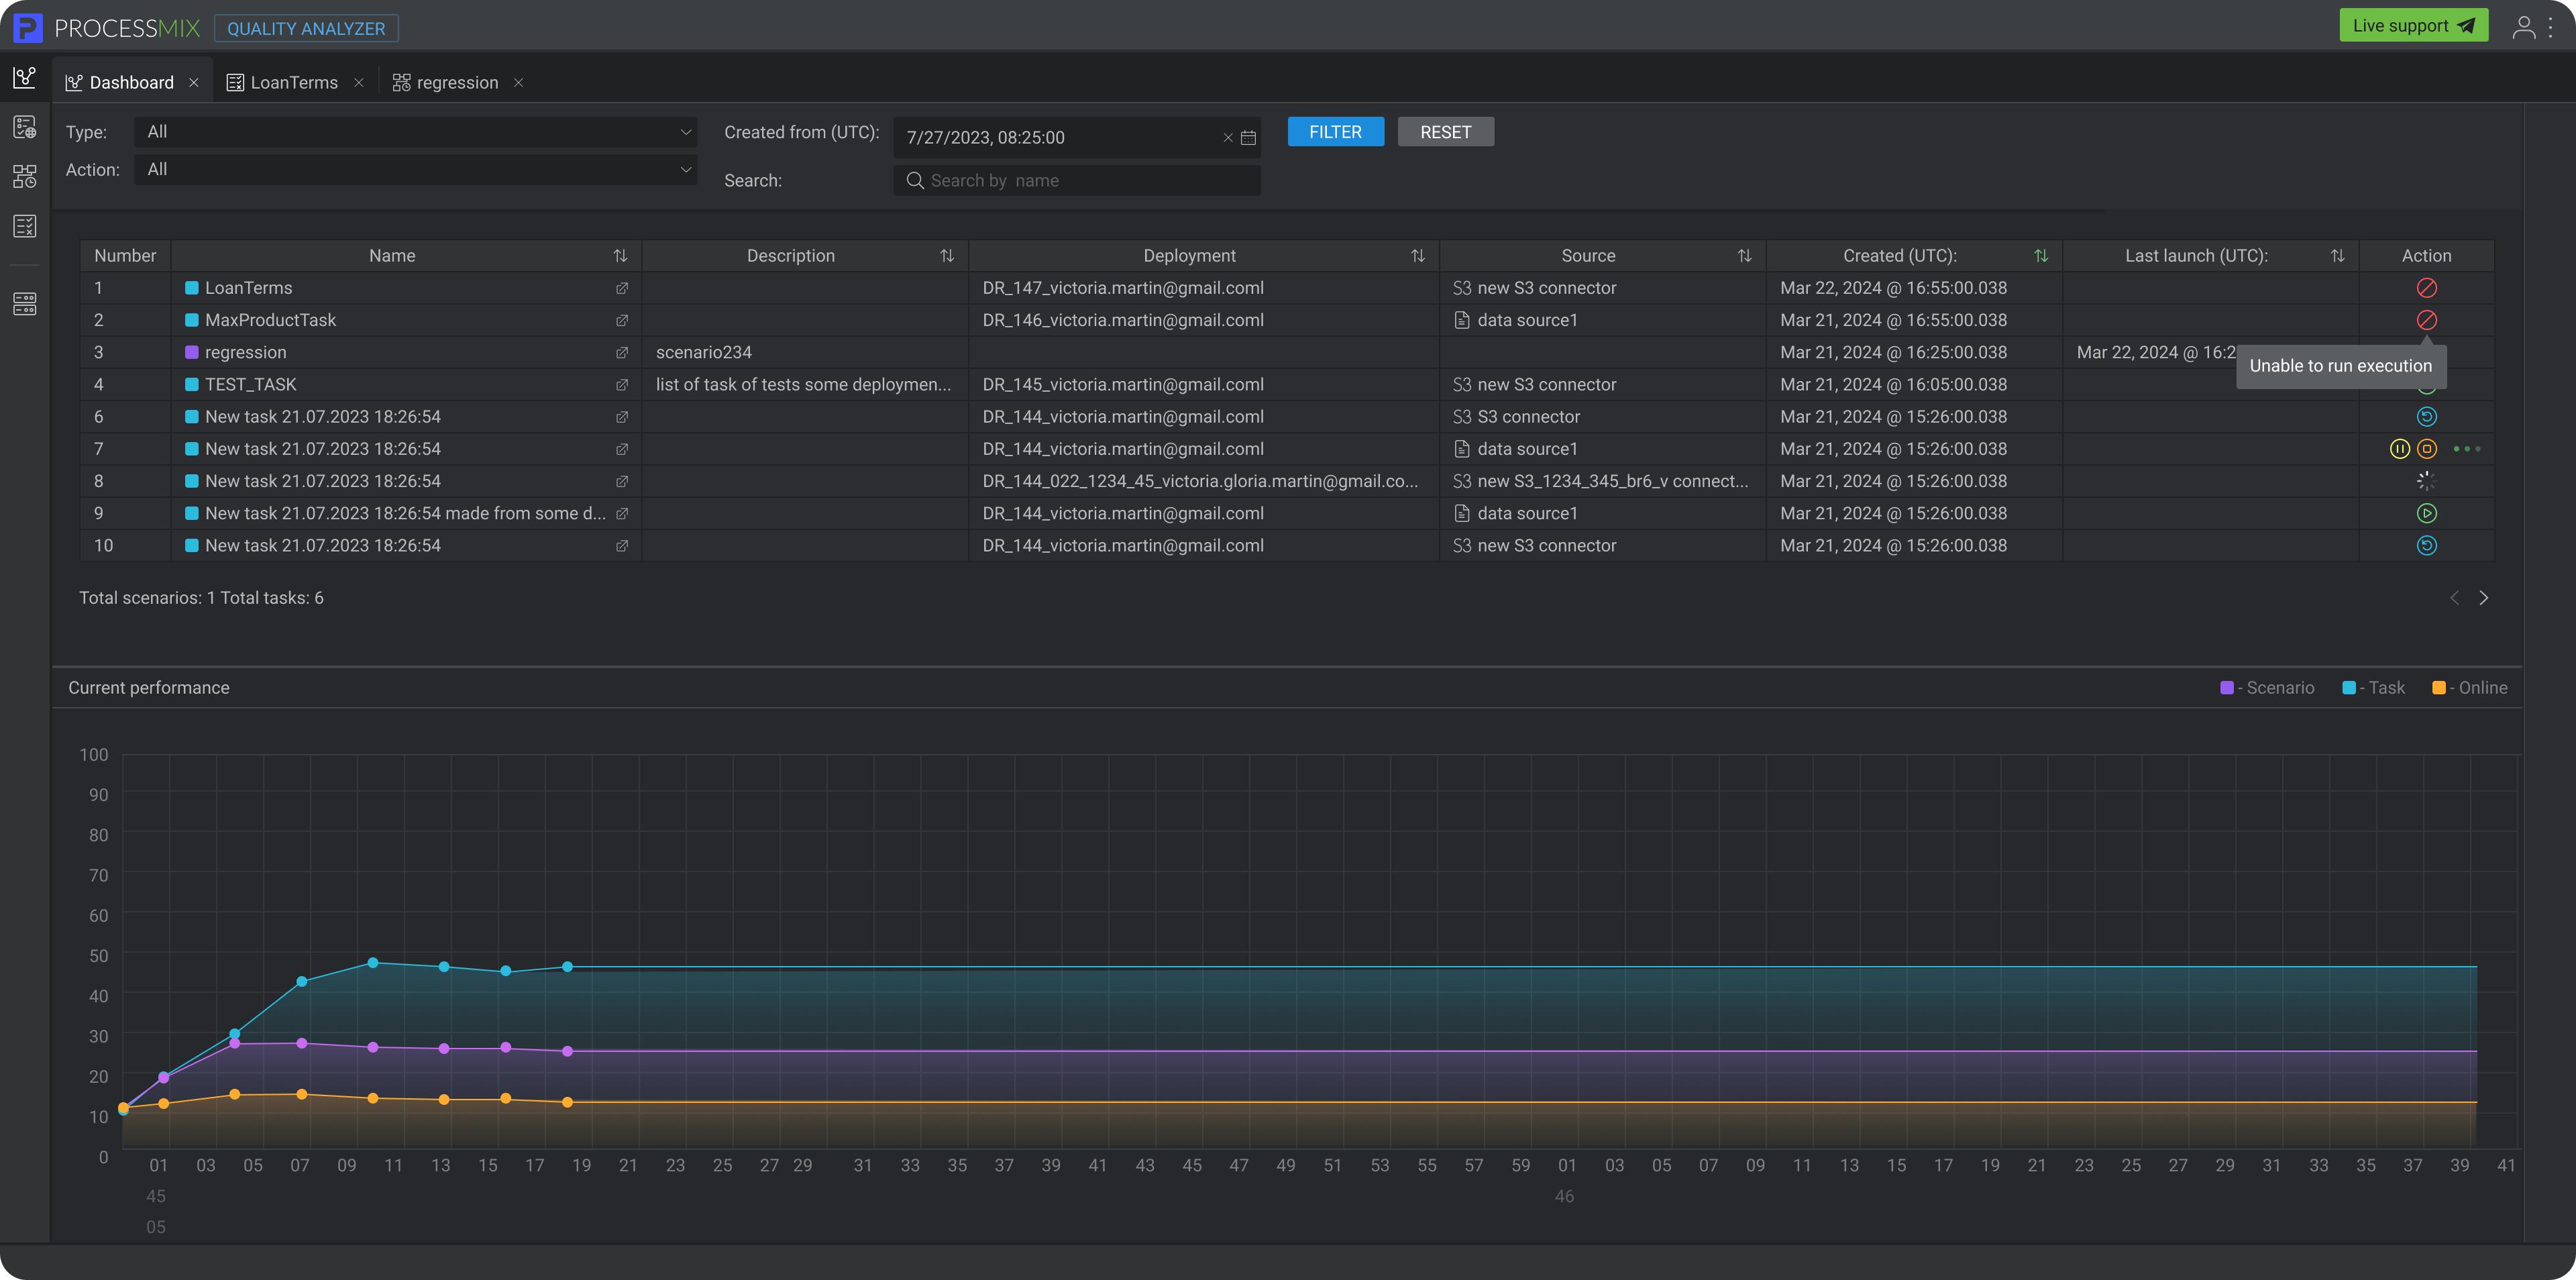 PROCESSMIX QUALITY ANALYZER Live support
Dashboard LoanTerms regression
Type: All Created from (UTC): 7/27/2023, 08:25:00 FILTER RESET
Action: All Search: Search by name
Number Name Description Deployment Source Created (UTC): Last launch (UTC): Action
1 LoanTerms DR_147_victoria.martin@gmail.coml S3 new S3 connector Mar 22, 2024 @ 16:55:00.038
2 MaxProductTask DR_146_victoria.martin@gmail.coml data source1 Mar 21, 2024 @ 16:55:00.038
3 regression scenario234 Mar 21, 2024 @ 16:25:00.038 Mar 22, 2024 @ 16:2
Unable to run execution
4 TEST_TASK list of task of tests some deploymen... DR_145_victoria.martin@gmail.coml S3 new S3 connector Mar 21, 2024 @ 16:05:00.038
6 New task 21.07.2023 18:26:54 DR_144_victoria.martin@gmail.coml S3 S3 connector Mar 21, 2024 @ 15:26:00.038
7 New task 21.07.2023 18:26:54 DR_144_victoria.martin@gmail.coml data source1 Mar 21, 2024 @ 15:26:00.038
8 New task 21.07.2023 18:26:54 DR_144_022_1234_45_victoria.gloria.martin@gmail.co... S3 new S3_1234_345_br6_v connect... Mar 21, 2024 @ 15:26:00.038
9 New task 21.07.2023 18:26:54 made from some d... DR_144_victoria.martin@gmail.coml data source1 Mar 21, 2024 @ 15:26:00.038
10 New task 21.07.2023 18:26:54 DR_144_victoria.martin@gmail.coml S3 new S3 connector Mar 21, 2024 @ 15:26:00.038
Total scenarios: 1 Total tasks: 6
Current performance - Scenario - Task - Online
100
90
80
70
60
50
40
30
20
10
0
01 03 05 07 09 11 13 15 17 19 21 23 25 27 29 31 33 35 37 39 41 43 45 47 49 51 53 55 57 59 01 03 05 07 09 11 13 15 17 19 21 23 25 27 29 31 33 35 37 39 41
45 46
05